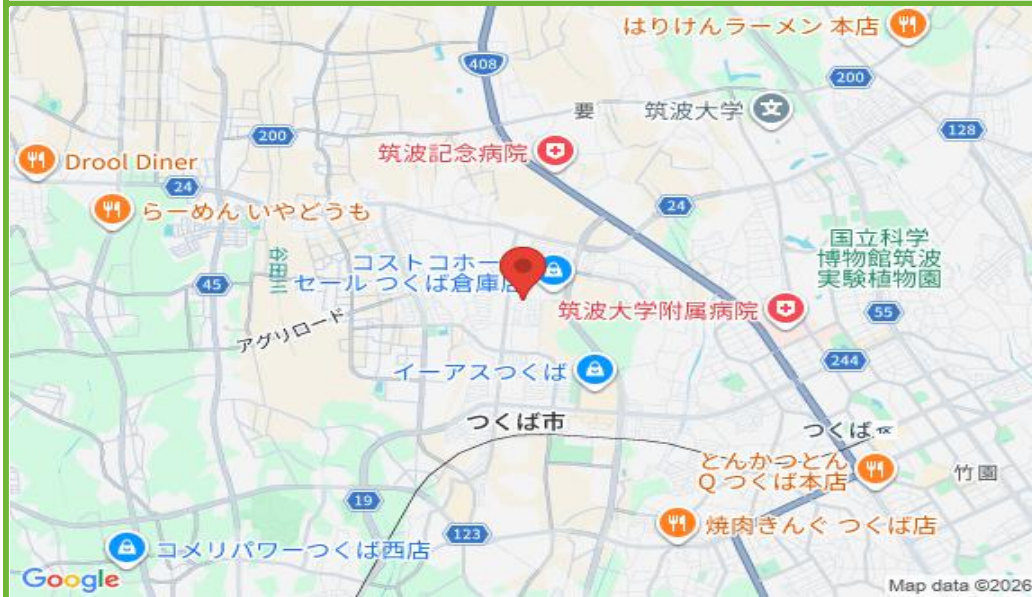 はりけんラーメン 本店
408
200
要
筑波大学
128
200
筑波記念病院
Drool Diner
24
らーめん いやどうも
24
国立科学
博物館筑波
実験植物園
谷田川
コストコホー
セール つくば倉庫店
45
筑波大学附属病院
55
アグリロード
244
イーアスつくば
つくば市
つくば
とんかつとん
Q つくば本店
竹園
19
123
焼肉きんぐ つくば店
コメリパワーつくば西店
Google
Map data ©2026